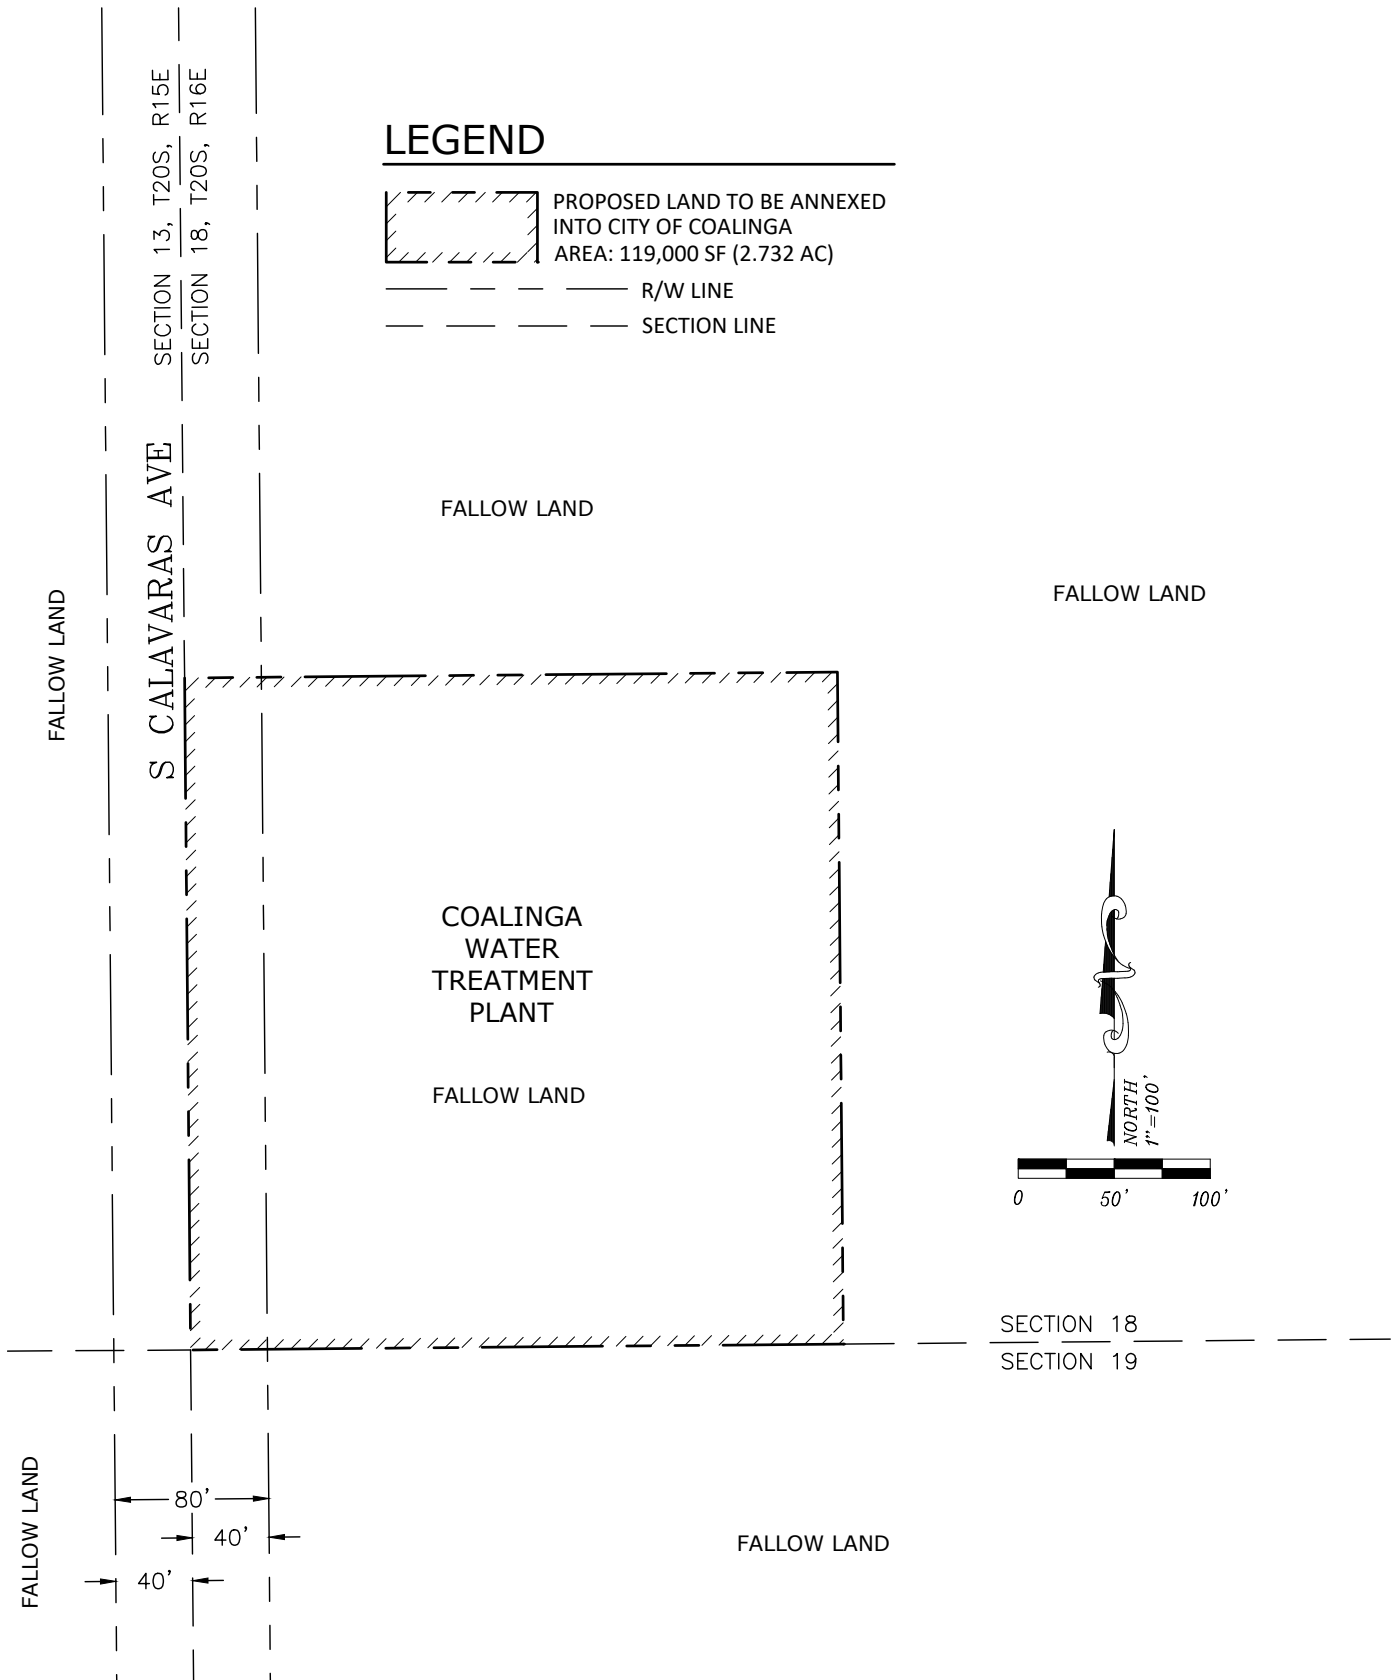 SECTION 13, T20S, R15E
SECTION 18, T20S, R16E
LEGEND
PROPOSED LAND TO BE ANNEXED
INTO CITY OF COALINGA
AREA: 119,000 SF (2.732 AC)
R/W LINE
SECTION LINE
S CALAVARAS AVE
FALLOW LAND
FALLOW LAND
FALLOW LAND
COALINGA
WATER
TREATMENT
PLANT
FALLOW LAND
NORTH
1"=100'
0 50' 100'
SECTION 18
SECTION 19
FALLOW LAND
80'
40'
40'
FALLOW LAND